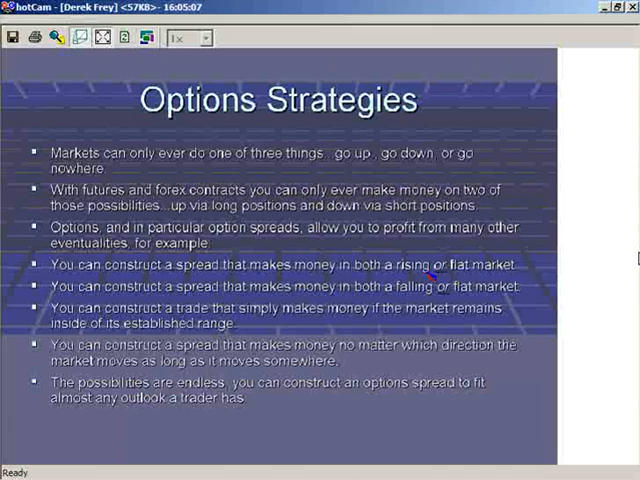 hotCam - [Derek Frey] <57KB>- 16:05:07
1x
Options Strategies
Markets can only ever do one of three things...go up , go down, or go
nowhere.
With futures and forex contracts you can only ever make money on two of
those possibilities...up via long positions and down via short positions.
Options, and in particular option spreads, allow you to profit from many other
eventualities, for example:
You can construct a spread that makes money in both a rising or flat market.
You can construct a spread that makes money in both a falling or flat market.
You can construct a trade that simply makes money if the market remains
inside of its established range.
You can construct a spread that makes money no matter which direction the
market moves as long as it moves somewhere.
The possibilities are endless, you can construct an options spread to fit
almost any outlook a trader has.
Ready